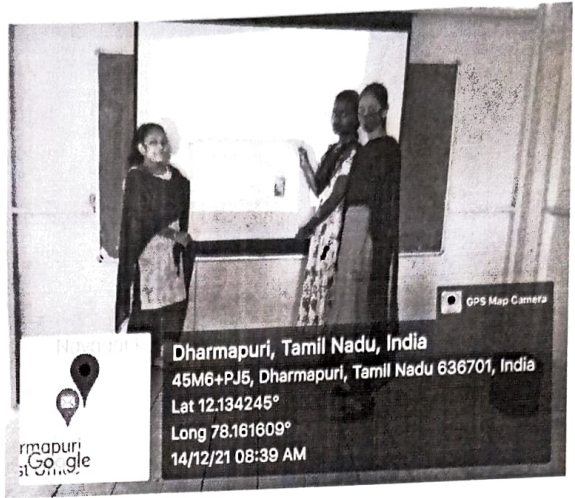 GPS Map Camera
Dharmapuri, Tamil Nadu, India
45M6+PJ5, Dharmapuri, Tamil Nadu 636701, India
Lat 12.134245°
Long 78.161609°
14/12/21 08:39 AM
rmapuri
Google